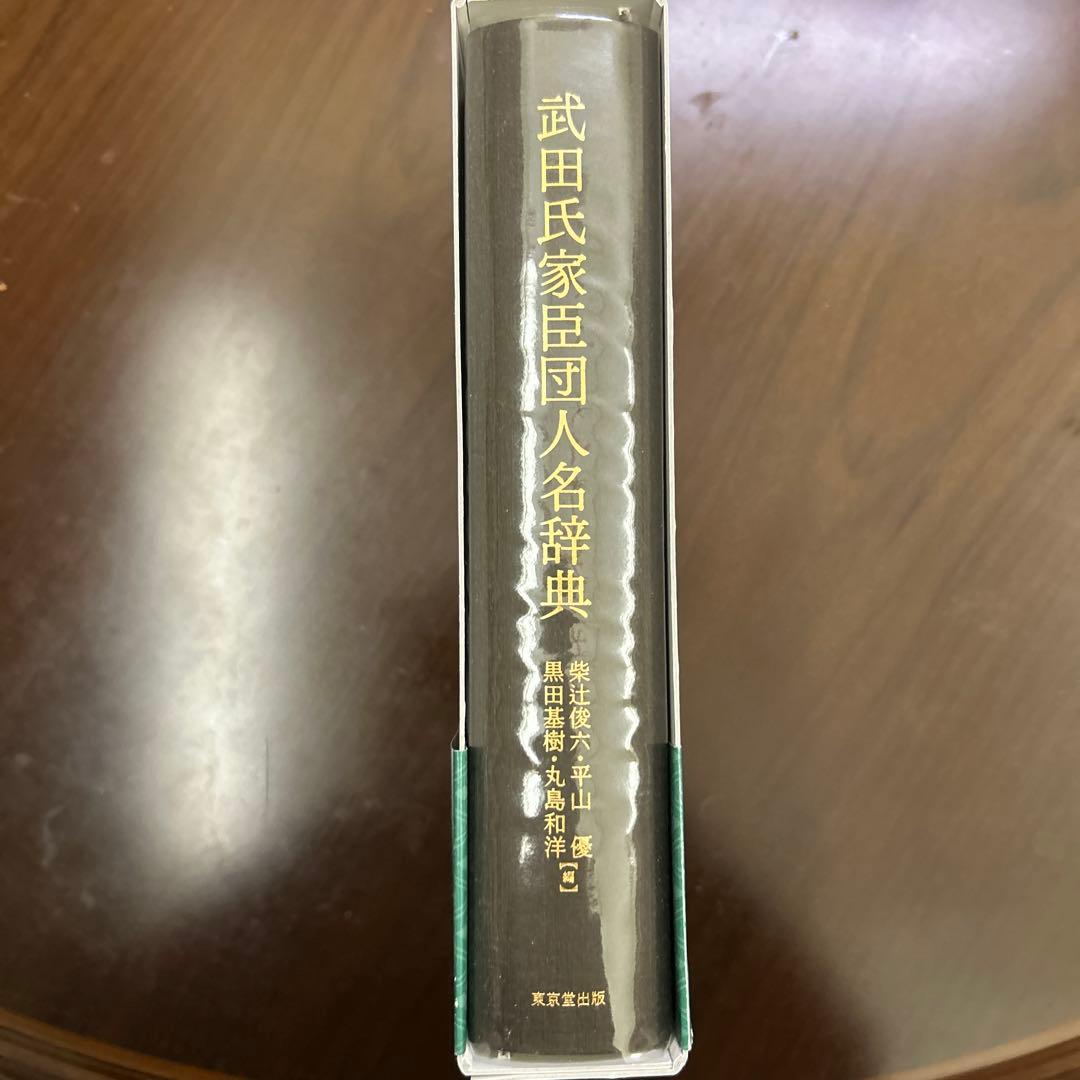 武田氏家臣団人名辞典
柴辻俊六・平山　優
黒田基樹・丸島和洋
【編】
東京堂出版